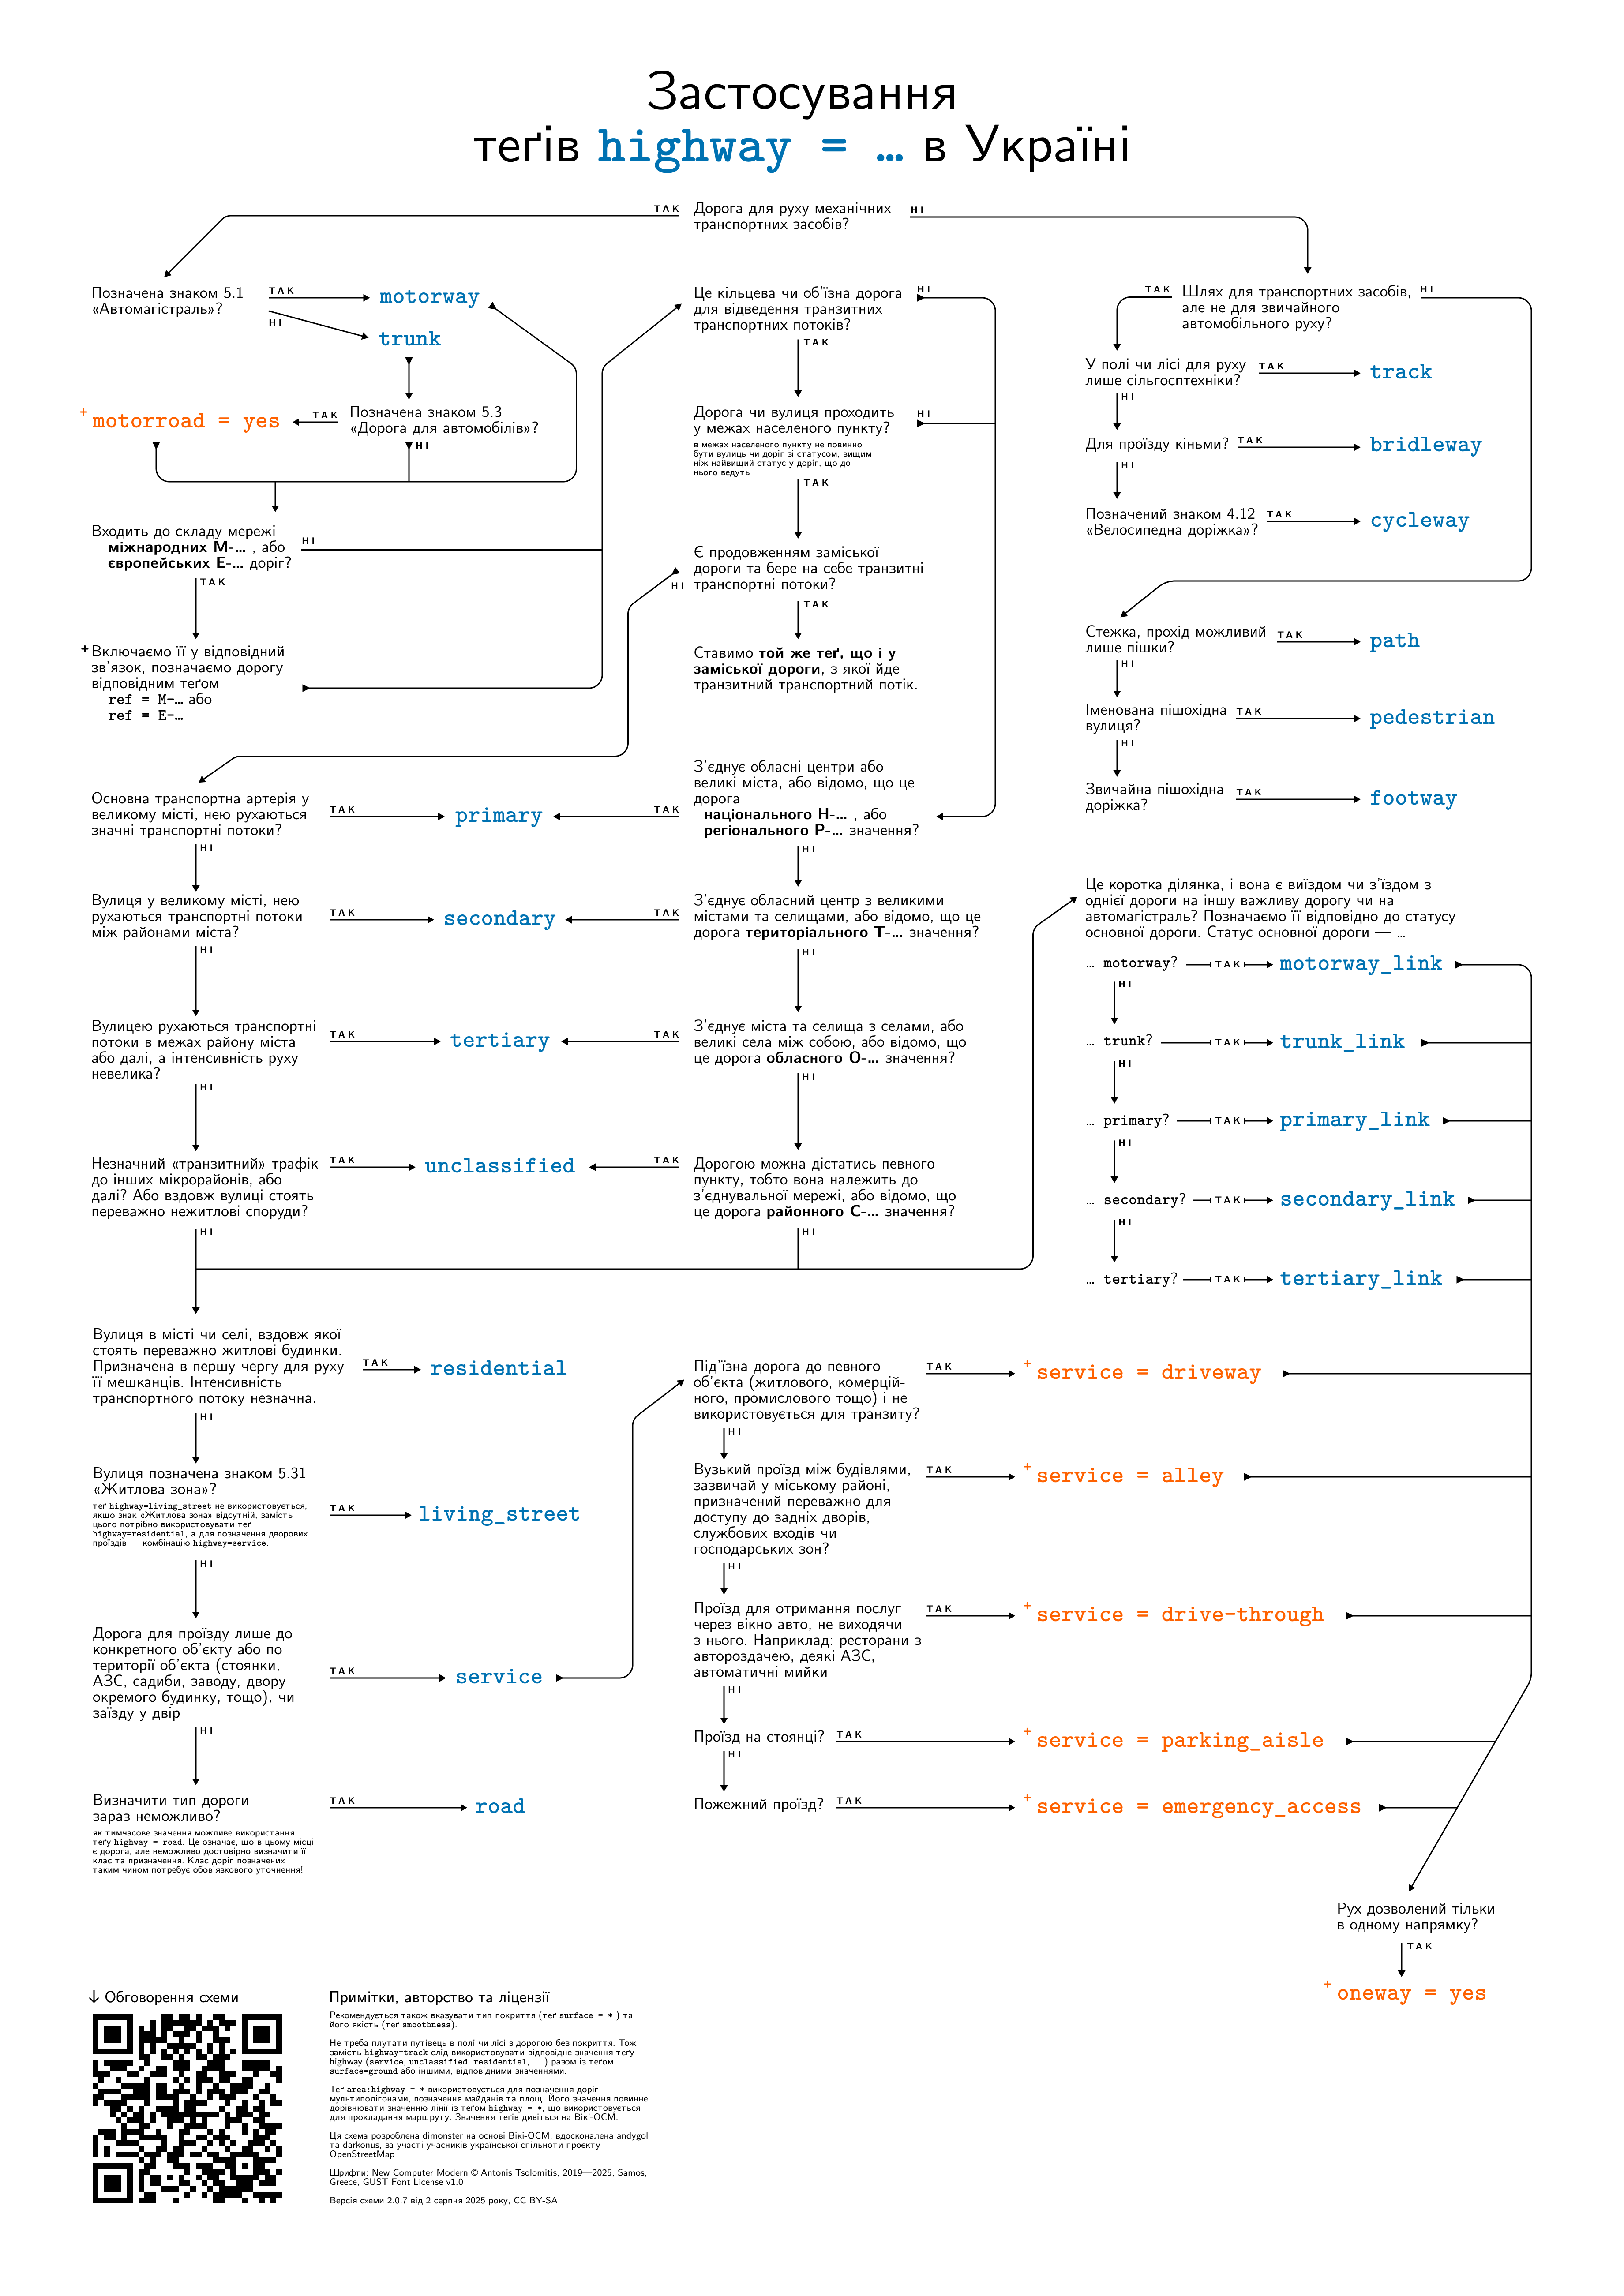 Застосування
теґів highway = … в Україні
ТАК
Дорога для руху механічних
транспортних засобів?
НІ
Позначена знаком 5.1
«Автомагістраль»?
ТАК
motorway
НІ
trunk
+ motorroad = yes
ТАК
Позначена знаком 5.3
«Дорога для автомобілів»?
НІ
Входить до складу мережі
міжнародних М-… , або
європейських Е-… доріг?
НІ
ТАК
+ Включаємо її у відповідний
зв'язок, позначаємо дорогу
відповідним теґом
ref = М-… або
ref = Е-…
Це кільцева чи об'їзна дорога
для відведення транзитних
транспортних потоків?
НІ
ТАК
Дорога чи вулиця проходить
у межах населеного пункту?
НІ
в межах населеного пункту не повинно
бути вулиць чи доріг зі статусом, вищим
ніж найвищий статус у доріг, що до
нього ведуть
ТАК
Є продовженням заміської
дороги та бере на себе транзитні
транспортні потоки?
НІ
ТАК
Ставимо той же теґ, що і у
заміської дороги, з якої йде
транзитний транспортний потік.
ТАК
Шлях для транспортних засобів,
але не для звичайного
автомобільного руху?
НІ
У полі чи лісі для руху
лише сільгосптехніки?
ТАК
track
НІ
Для проїзду кіньми?
ТАК
bridleway
НІ
Позначений знаком 4.12
«Велосипедна доріжка»?
ТАК
cycleway
Стежка, прохід можливий
лише пішки?
ТАК
path
НІ
Іменована пішохідна
вулиця?
ТАК
pedestrian
НІ
Звичайна пішохідна
доріжка?
ТАК
footway
Основна транспортна артерія у
великому місті, нею рухаються
значні транспортні потоки?
ТАК
primary
ТАК
З'єднує обласні центри або
великі міста, або відомо, що це
дорога
національного Н-… , або
регіонального Р-… значення?
НІ
НІ
Вулиця у великому місті, нею
рухаються транспортні потоки
між районами міста?
ТАК
secondary
ТАК
З'єднує обласний центр з великими
містами та селищами, або відомо, що це
дорога територіального Т-… значення?
НІ
НІ
Вулицею рухаються транспортні
потоки в межах району міста
або далі, а інтенсивність руху
невелика?
ТАК
tertiary
ТАК
З'єднує міста та селища з селами, або
великі села між собою, або відомо, що
це дорога обласного О-… значення?
НІ
НІ
Незначний «транзитний» трафік
до інших мікрорайонів, або
далі? Або вздовж вулиці стоять
переважно нежитлові споруди?
ТАК
unclassified
ТАК
Дорогою можна дістатись певного
пункту, тобто вона належить до
з'єднувальної мережі, або відомо, що
це дорога районного С-… значення?
НІ
НІ
Це коротка ділянка, і вона є виїздом чи з'їздом з
однієї дороги на іншу важливу дорогу чи на
автомагістраль? Позначаємо її відповідно до статусу
основної дороги. Статус основної дороги — …
… motorway?
ТАК
motorway_link
НІ
… trunk?
ТАК
trunk_link
НІ
… primary?
ТАК
primary_link
НІ
… secondary?
ТАК
secondary_link
НІ
… tertiary?
ТАК
tertiary_link
Вулиця в місті чи селі, вздовж якої
стоять переважно житлові будинки.
Призначена в першу чергу для руху
її мешканців. Інтенсивність
транспортного потоку незначна.
ТАК
residential
НІ
Вулиця позначена знаком 5.31
«Житлова зона»?
теґ highway=living_street не використовується,
якщо знак «Житлова зона» відсутній, замість
цього потрібно використовувати теґ
highway=residential, а для позначення дворових
проїздів — комбінацію highway=service.
ТАК
living_street
НІ
Дорога для проїзду лише до
конкретного об'єкту або по
території об'єкта (стоянки,
АЗС, садиби, заводу, двору
окремого будинку, тощо), чи
заїзду у двір
ТАК
service
НІ
Визначити тип дороги
зараз неможливо?
як тимчасове значення можливе використання
теґу highway = road. Це означає, що в цьому місці
є дорога, але неможливо достовірно визначити її
клас та призначення. Клас доріг позначених
таким чином потребує обов'язкового уточнення!
ТАК
road
Під'їзна дорога до певного
об'єкта (житлового, комерцій-
ного, промислового тощо) і не
використовується для транзиту?
ТАК
+ service = driveway
НІ
Вузький проїзд між будівлями,
зазвичай у міському районі,
призначений переважно для
доступу до задніх дворів,
службових входів чи
господарських зон?
ТАК
+ service = alley
НІ
Проїзд для отримання послуг
через вікно авто, не виходячи
з нього. Наприклад: ресторани з
автороздачею, деякі АЗС,
автоматичні мийки
ТАК
+ service = drive-through
НІ
Проїзд на стоянці?
ТАК
+ service = parking_aisle
НІ
Пожежний проїзд?
ТАК
+ service = emergency_access
Рух дозволений тільки
в одному напрямку?
ТАК
+ oneway = yes
↓ Обговорення схеми
Примітки, авторство та ліцензії
Рекомендується також вказувати тип покриття (теґ surface = * ) та
його якість (теґ smoothness).
Не треба плутати путівець в полі чи лісі з дорогою без покриття. Тож
замість highway=track слід використовувати відповідне значення теґу
highway (service, unclassified, residential, … ) разом із теґом
surface=ground або іншими, відповідними значеннями.
Теґ area:highway = * використовується для позначення доріг
мультиполігонами, позначення майданів та площ. Його значення повинне
дорівнювати значенню лінії із теґом highway = *, що використовується
для прокладання маршруту. Значення тегів дивіться на Вікі-ОСМ.
Ця схема розроблена dimonster на основі Вікі-ОСМ, вдосконалена andygol
та darkonus, за участі учасників української спільноти проєкту
OpenStreetMap
Шрифти: New Computer Modern © Antonis Tsolomitis, 2019—2025, Samos,
Greece, GUST Font License v1.0
Версія схеми 2.0.7 від 2 серпня 2025 року, CC BY-SA